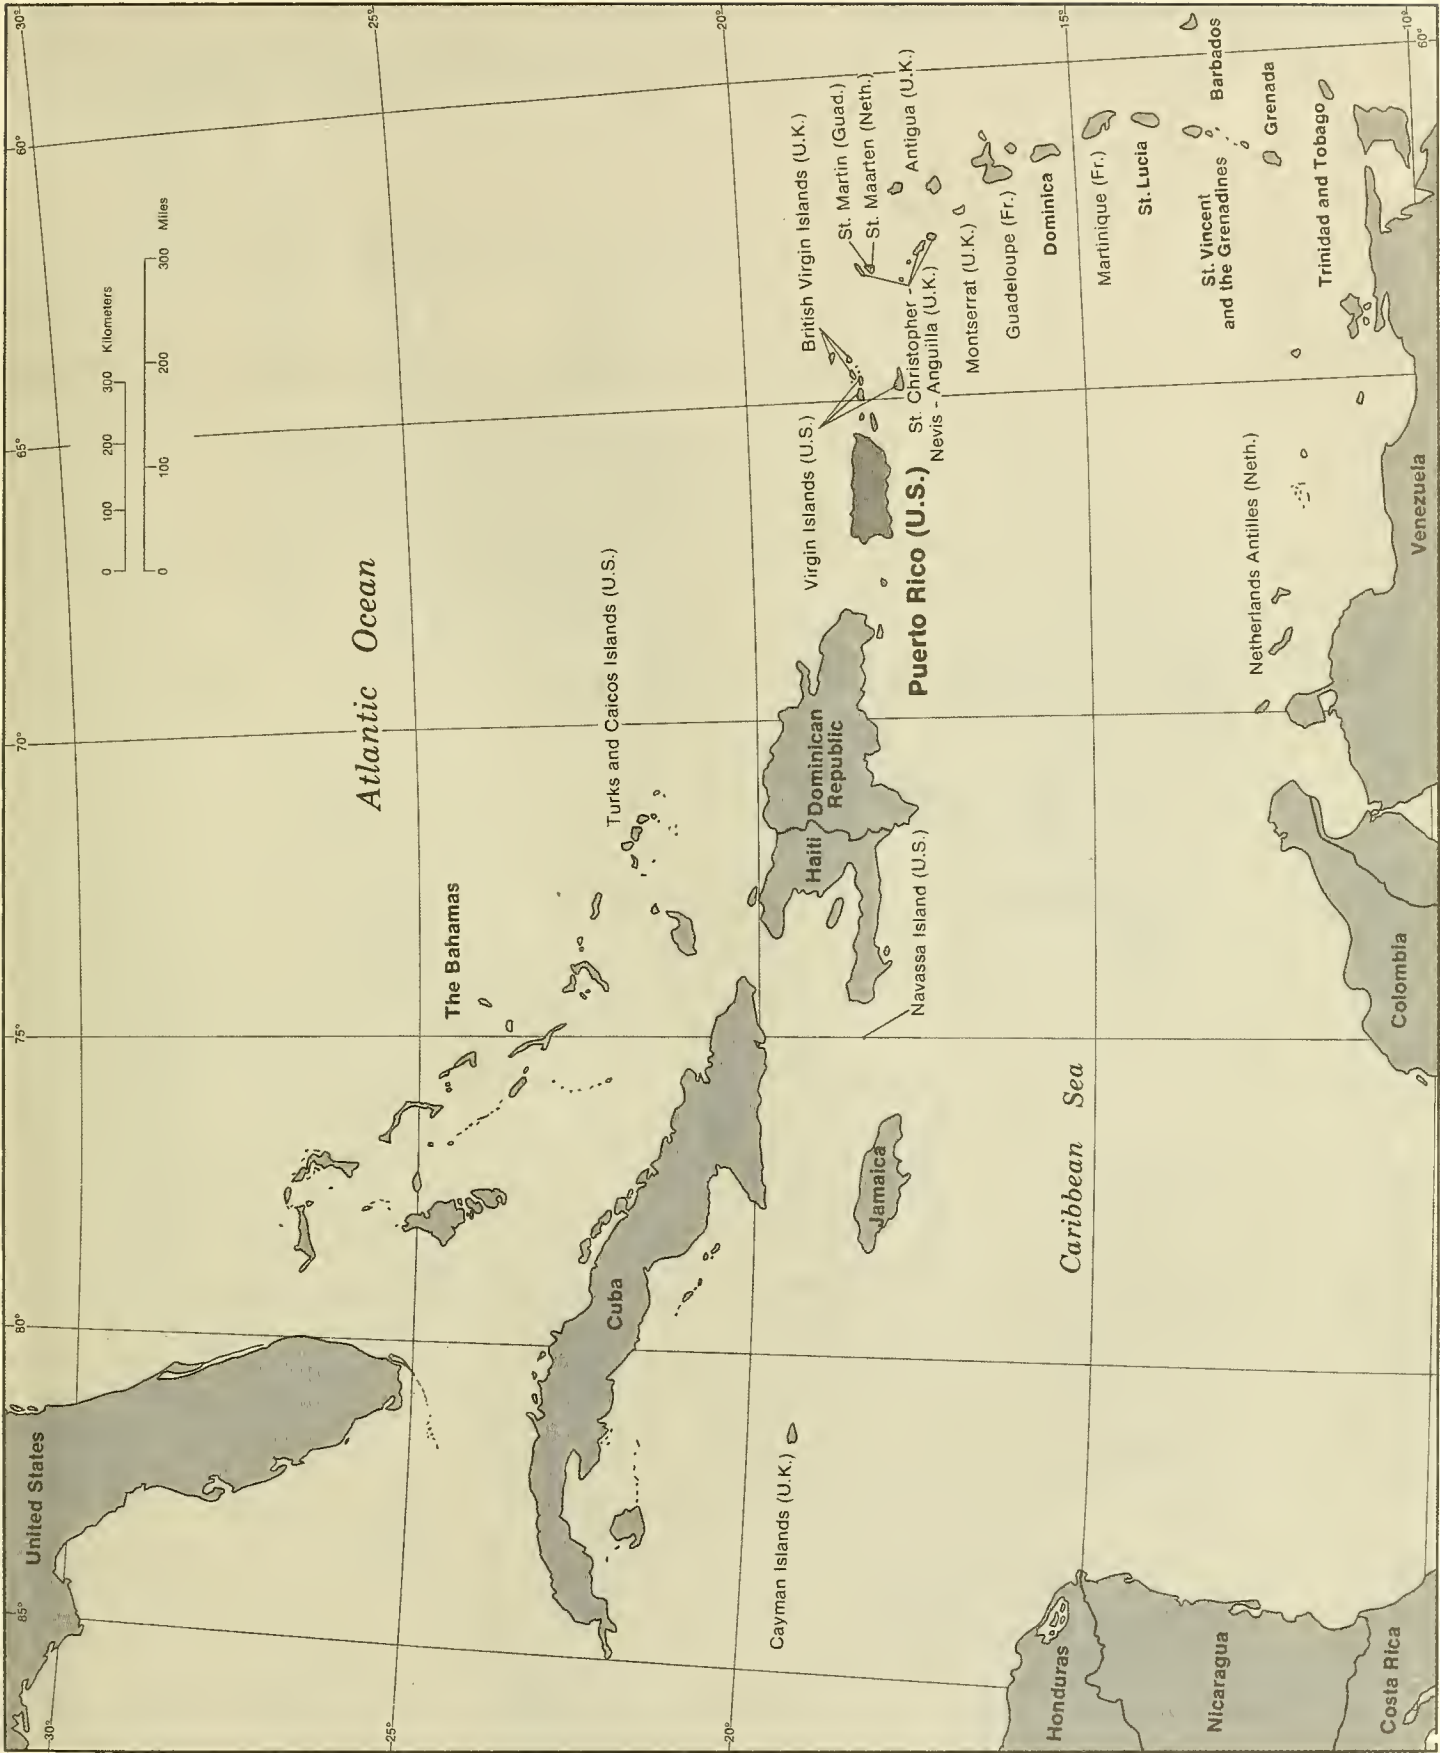 30°
25°
20°
15°
10°
60°
60°
65°
70°
75°
80°
85°
30°
25°
20°
0 100 200 300 Kilometers
0 100 200 300 Miles
Atlantic Ocean
Caribbean Sea
United States
The Bahamas
Turks and Caicos Islands (U.S.)
Cuba
Cayman Islands (U.K.)
Jamaica
Navassa Island (U.S.)
Haiti
Dominican
Republic
Puerto Rico (U.S.)
Virgin Islands (U.S.)
British Virgin Islands (U.K.)
St. Martin (Guad.)
St. Maarten (Neth.)
Antigua (U.K.)
St. Christopher -
Nevis - Anguilla (U.K.)
Montserrat (U.K.)
Guadeloupe (Fr.)
Dominica
Martinique (Fr.)
St. Lucia
St. Vincent
and the Grenadines
Barbados
Grenada
Trinidad and Tobago
Netherlands Antilles (Neth.)
Venezuela
Colombia
Honduras
Nicaragua
Costa Rica